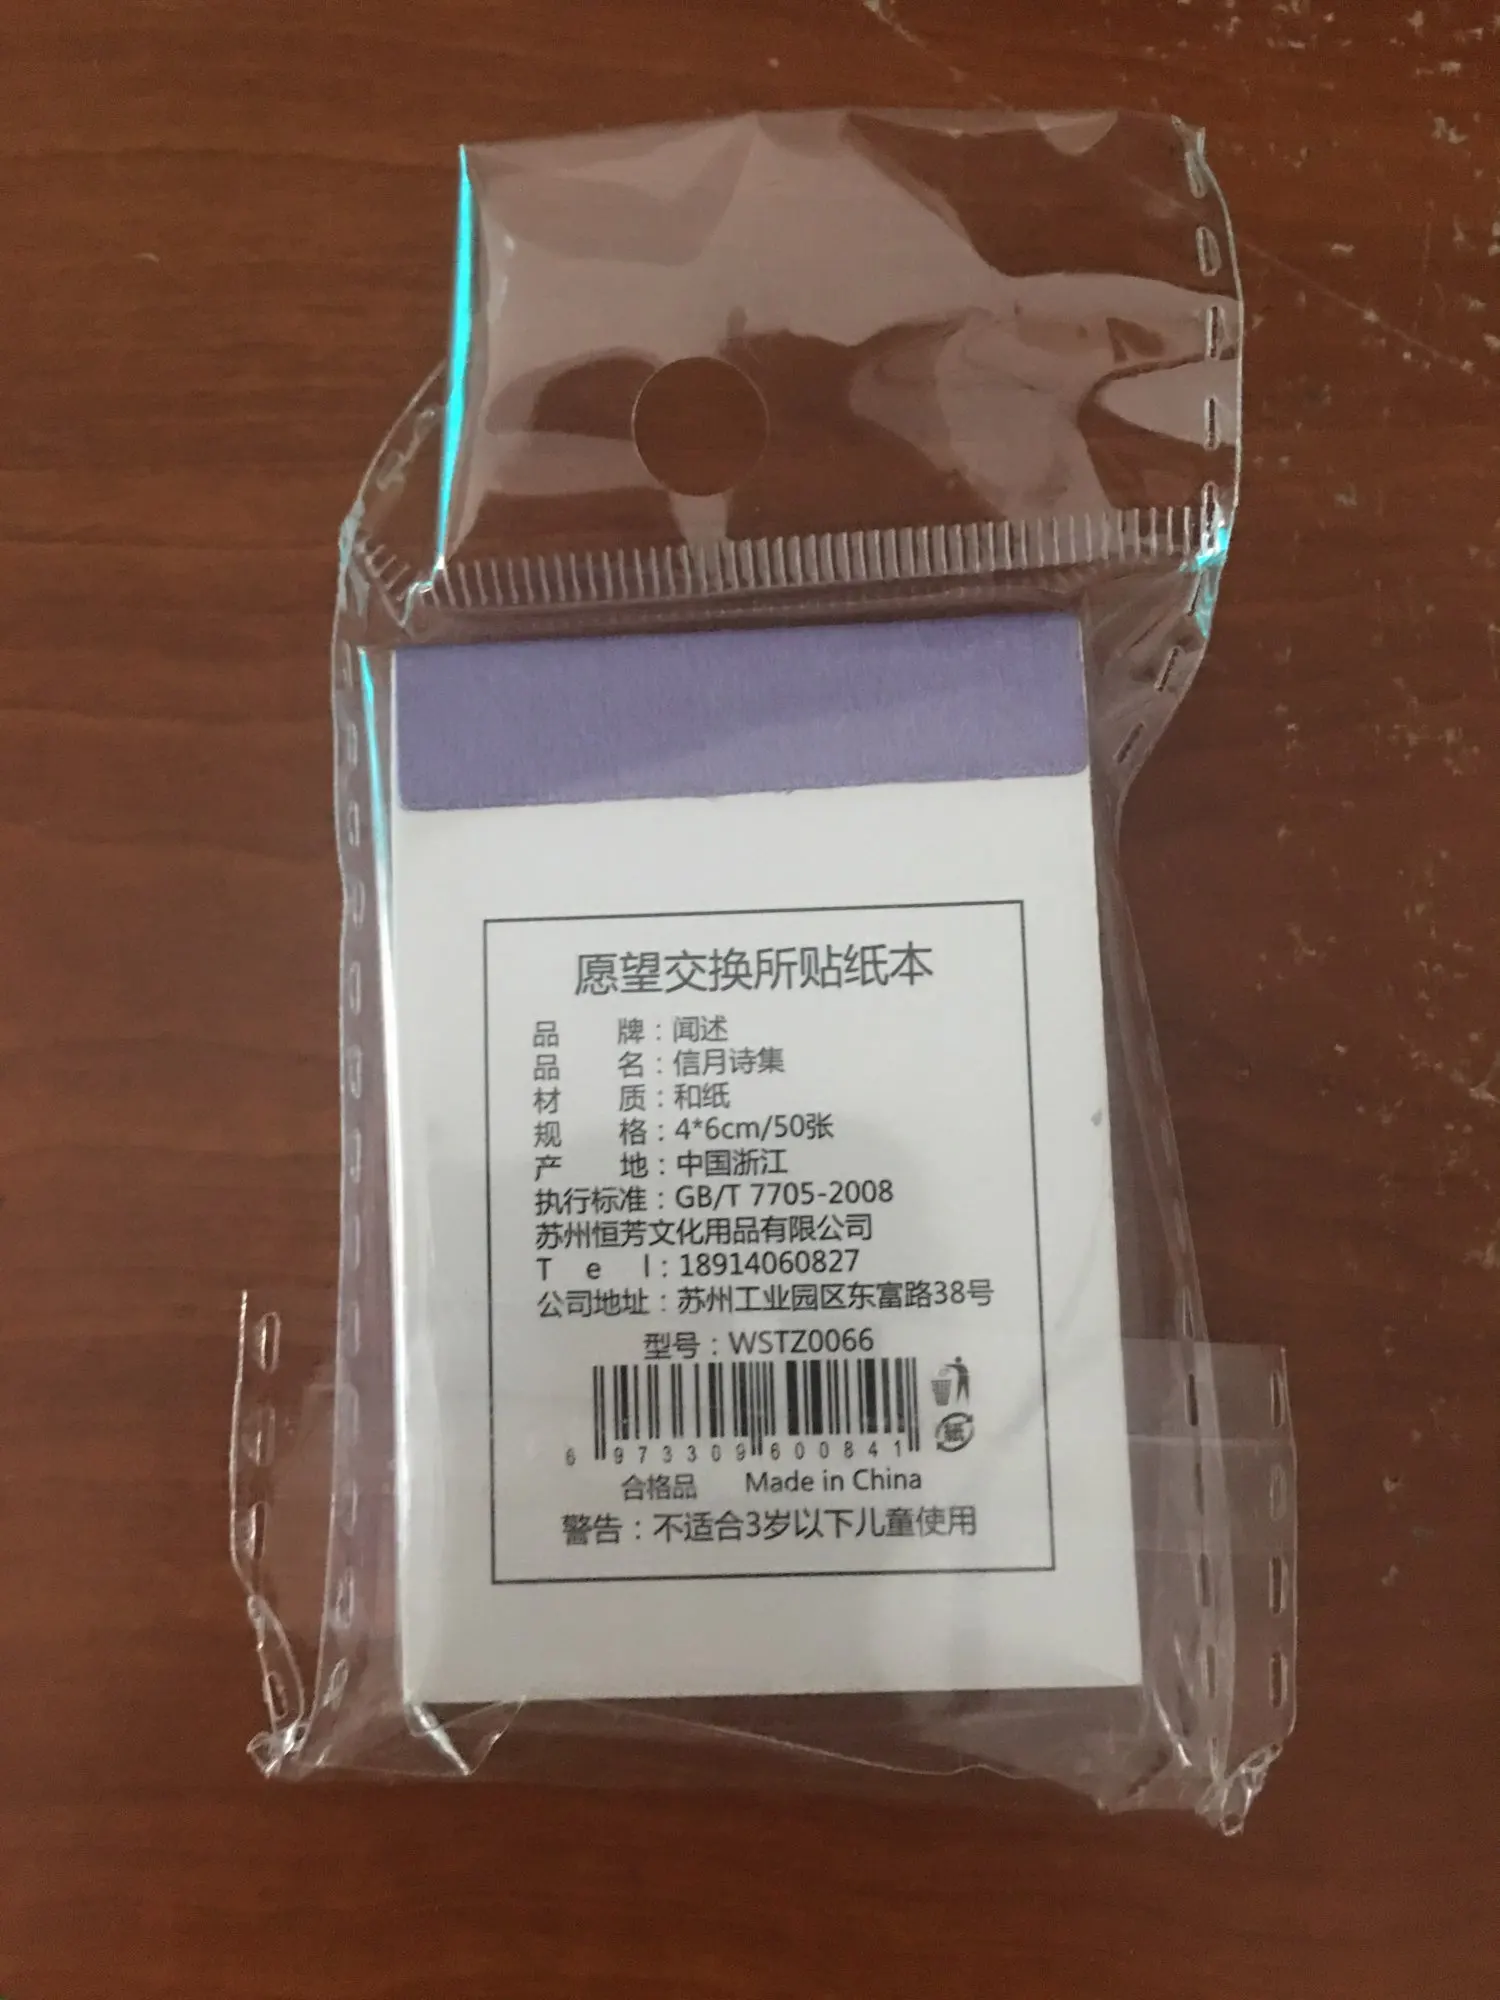 愿望交换所贴纸本
品 牌：闻述
品 名：信月诗集
材 质：和纸
规 格：4*6cm/50张
产 地：中国浙江
执行标准：GB/T 7705-2008
苏州恒芳文化用品有限公司
T e l：18914060827
公司地址：苏州工业园区东富路38号
型号：WSTZ0066
6 973309 600841
紙
合格品 Made in China
警告：不适合3岁以下儿童使用